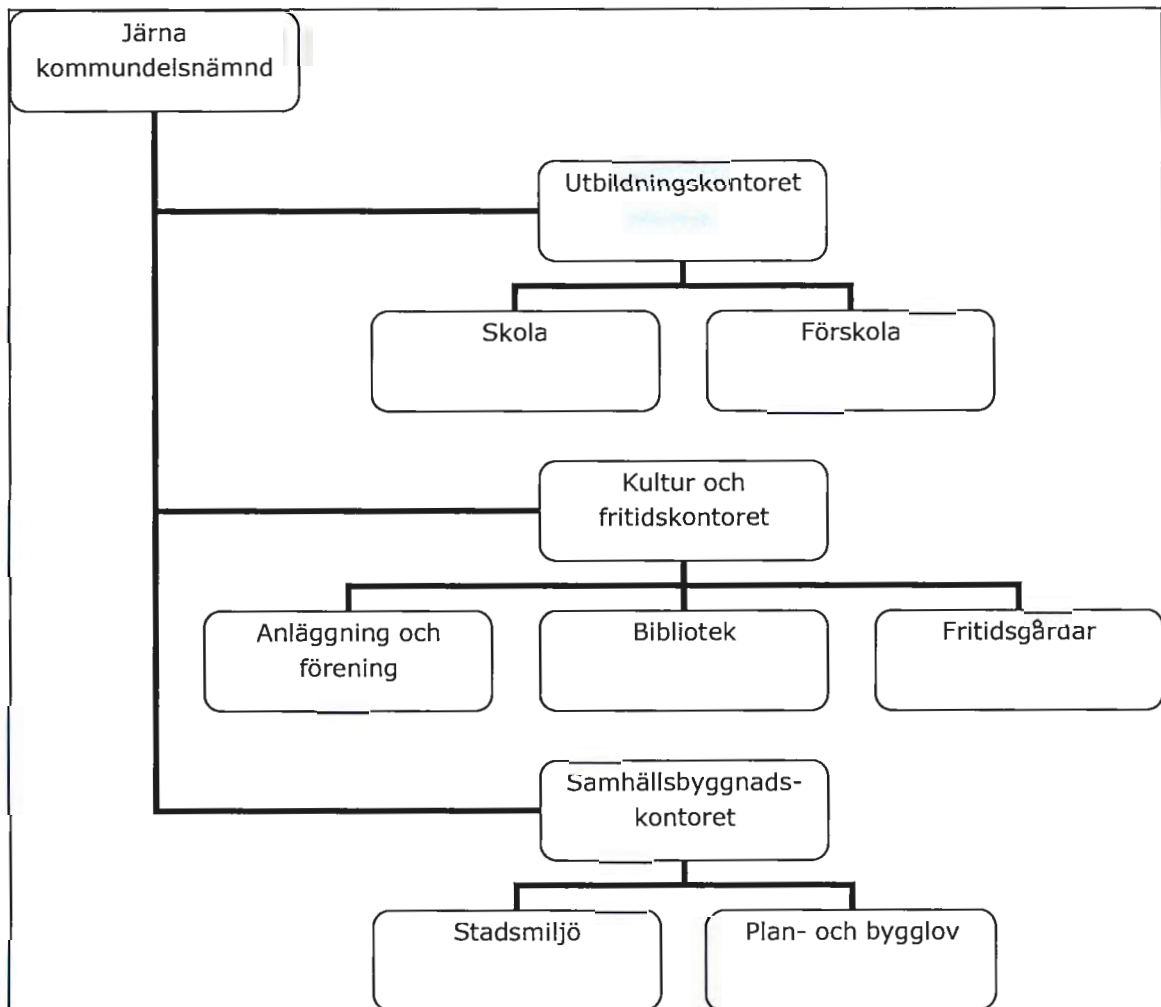 Järna
kommundelsnämnd
Utbildningskontoret
Skola
Förskola
Kultur och
fritidskontoret
Anläggning och
förening
Bibliotek
Fritidsgårdar
Samhällsbyggnads-
kontoret
Stadsmiljö
Plan- och bygglov